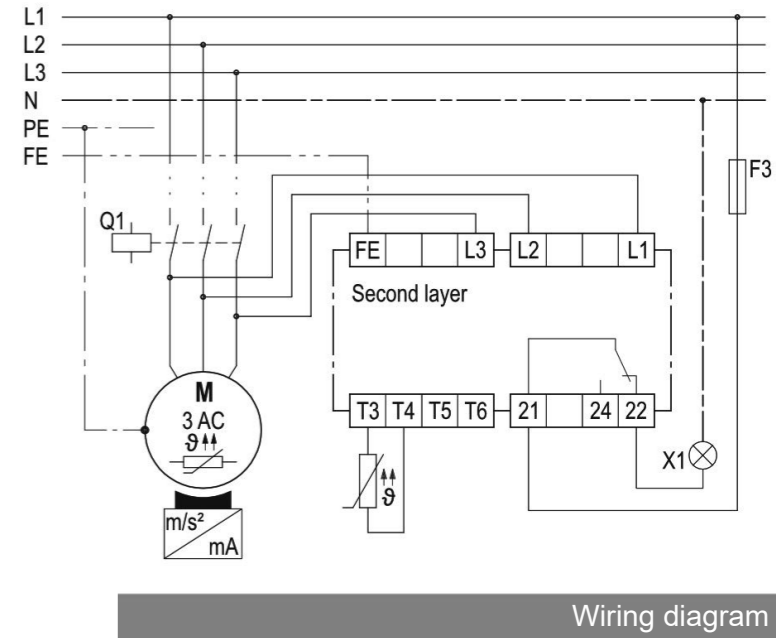 L1
L2
L3
N
PE
FE
F3
Q1
FE L3 L2 L1
Second layer
M
3 AC
ϑ
T3 T4 T5 T6 21 24 22
X1
ϑ
m/s²
mA
Wiring diagram